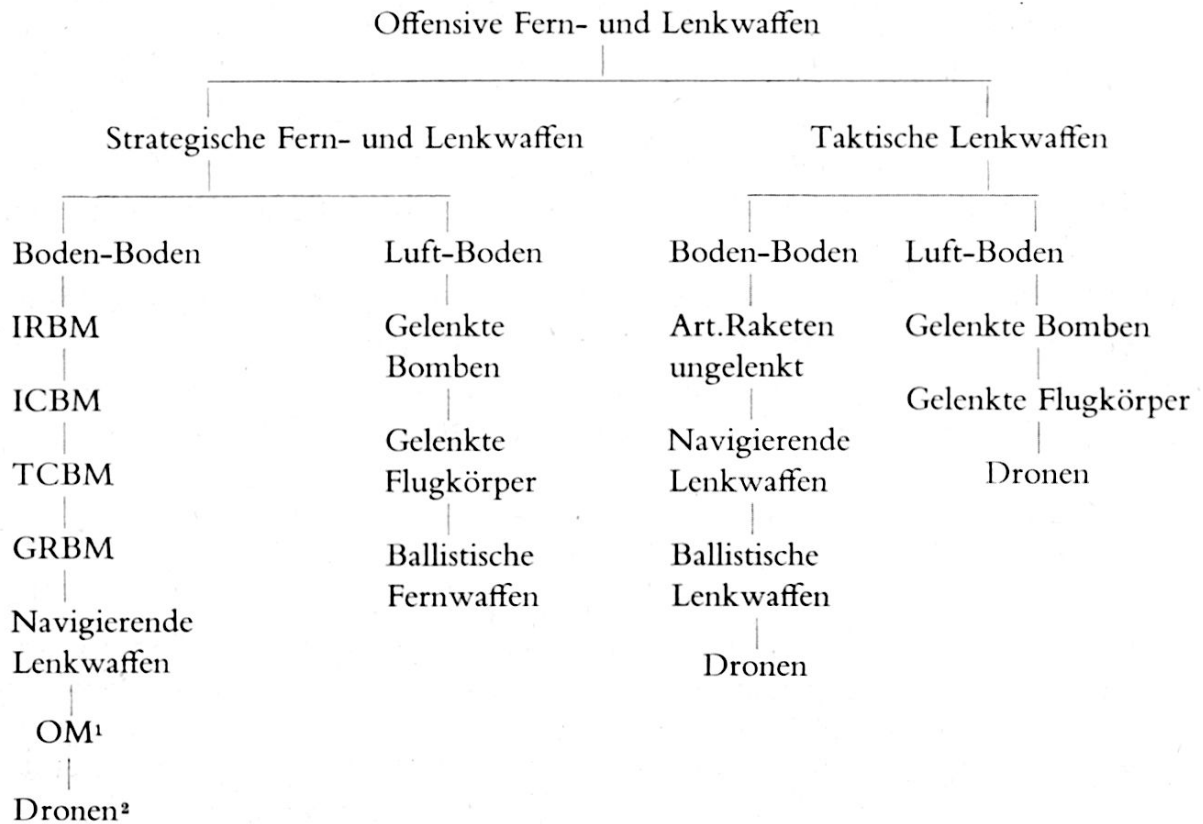 Offensive Fern- und Lenkwaffen
Strategische Fern- und Lenkwaffen
Taktische Lenkwaffen
Boden-Boden
IRBM
ICBM
TCBM
GRBM
Navigierende
Lenkwaffen
OM¹
Dronen²
Luft-Boden
Gelenkte
Bomben
Gelenkte
Flugkörper
Ballistische
Fernwaffen
Boden-Boden
Art.Raketen
ungelenkt
Navigierende
Lenkwaffen
Ballistische
Lenkwaffen
Dronen
Luft-Boden
Gelenkte Bomben
Gelenkte Flugkörper
Dronen